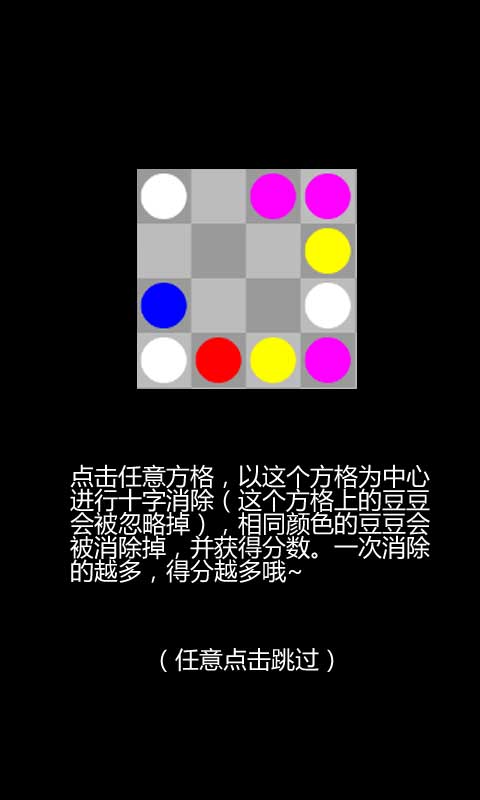 点击任意方格，以这个方格为中心
进行十字消除（这个方格上的豆豆
会被忽略掉），相同颜色的豆豆会
被消除掉，并获得分数。一次消除
的越多，得分越多哦~
（任意点击跳过）